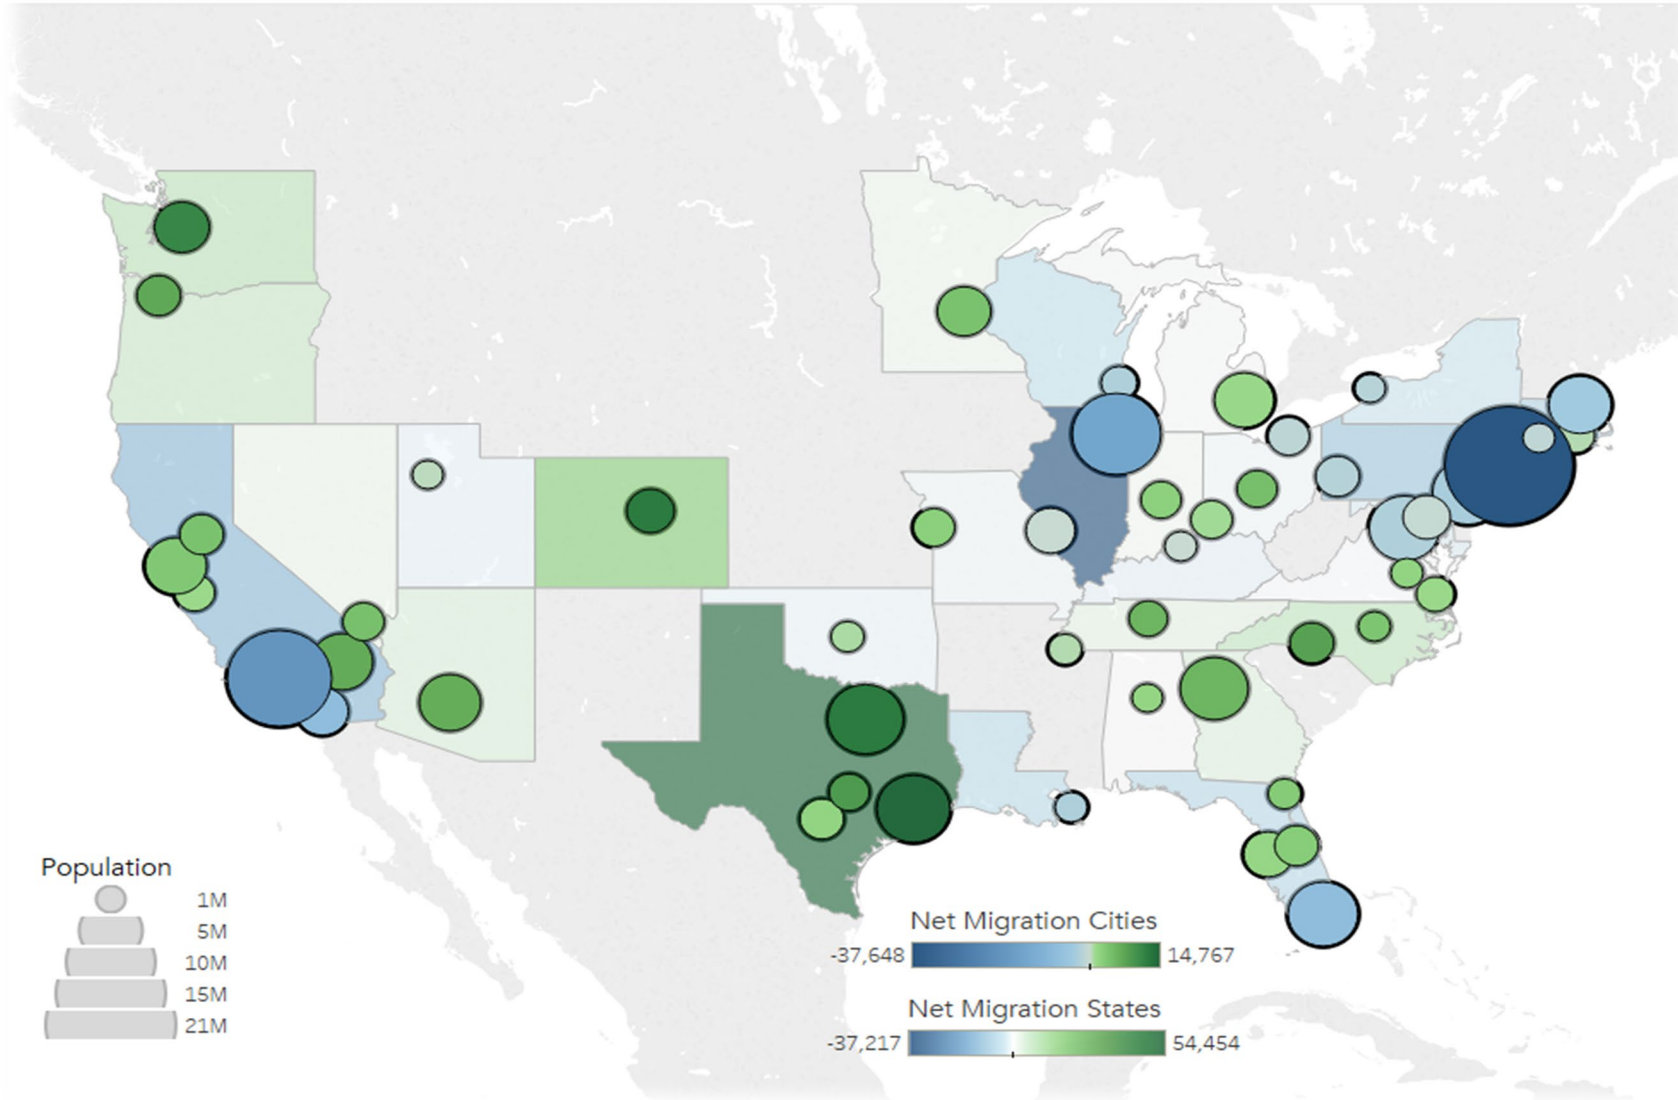 Population
1M
5M
10M
15M
21M
Net Migration Cities
-37,648 14,767
Net Migration States
-37,217 54,454